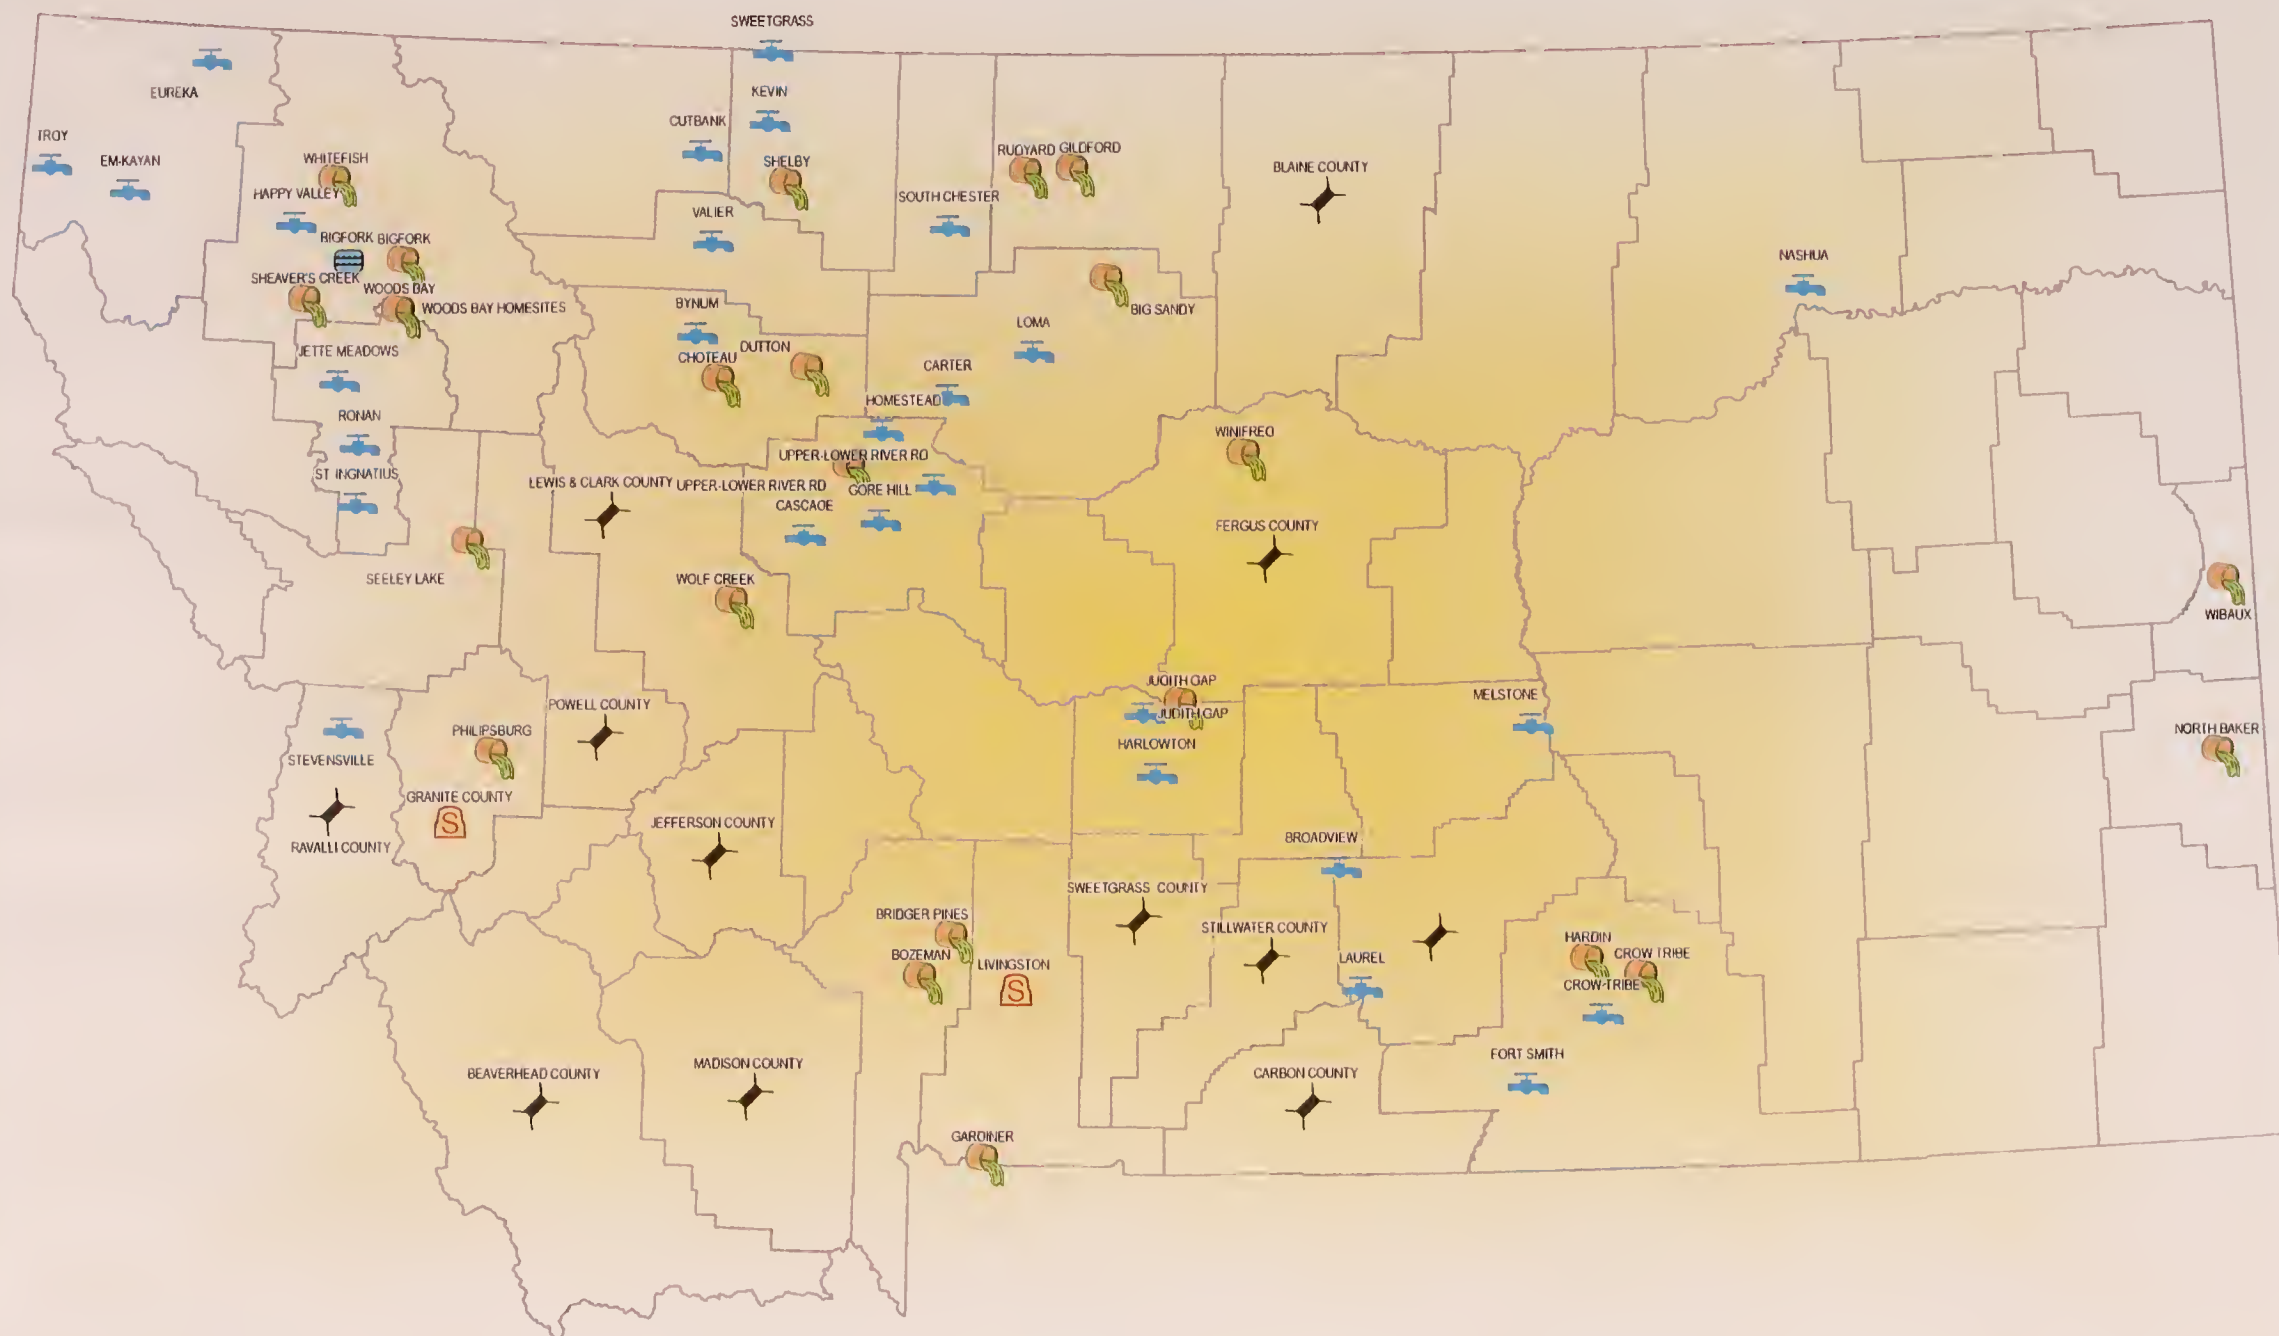 SWEETGRASS
EUREKA
KEVIN
CUTBANK
TROY
EM-KAYAN
WHITEFISH
SHELBY
RUDYARD
GILDFORD
BLAINE COUNTY
HAPPY VALLEY
SOUTH CHESTER
VALIER
BIGFORK
BIGFORK
NASHUA
SHEAVER'S CREEK
WOODS BAY
WOODS BAY HOMESITES
BYNUM
BIG SANDY
LOMA
JETTE MEADOWS
DUTTON
CHOTEAU
CARTER
HOMESTEAD
RONAN
WINIFRED
UPPER-LOWER RIVER RD
ST INGNATIUS
LEWIS & CLARK COUNTY
UPPER-LOWER RIVER RD
GORE HILL
CASCADE
FERGUS COUNTY
SEELEY LAKE
WOLF CREEK
WIBAUX
JUDITH GAP
MELSTONE
POWELL COUNTY
JUDITH GAP
PHILIPSBURG
NORTH BAKER
HARLOWTON
STEVENSVILLE
GRANITE COUNTY
S
JEFFERSON COUNTY
BROADVIEW
RAVALLI COUNTY
SWEETGRASS COUNTY
BRIDGER PINES
STILLWATER COUNTY
HARDIN
BOZEMAN
LIVINGSTON
S
LAUREL
CROW TRIBE
CROW-TRIBE
FORT SMITH
MADISON COUNTY
BEAVERHEAD COUNTY
CARBON COUNTY
GARDINER